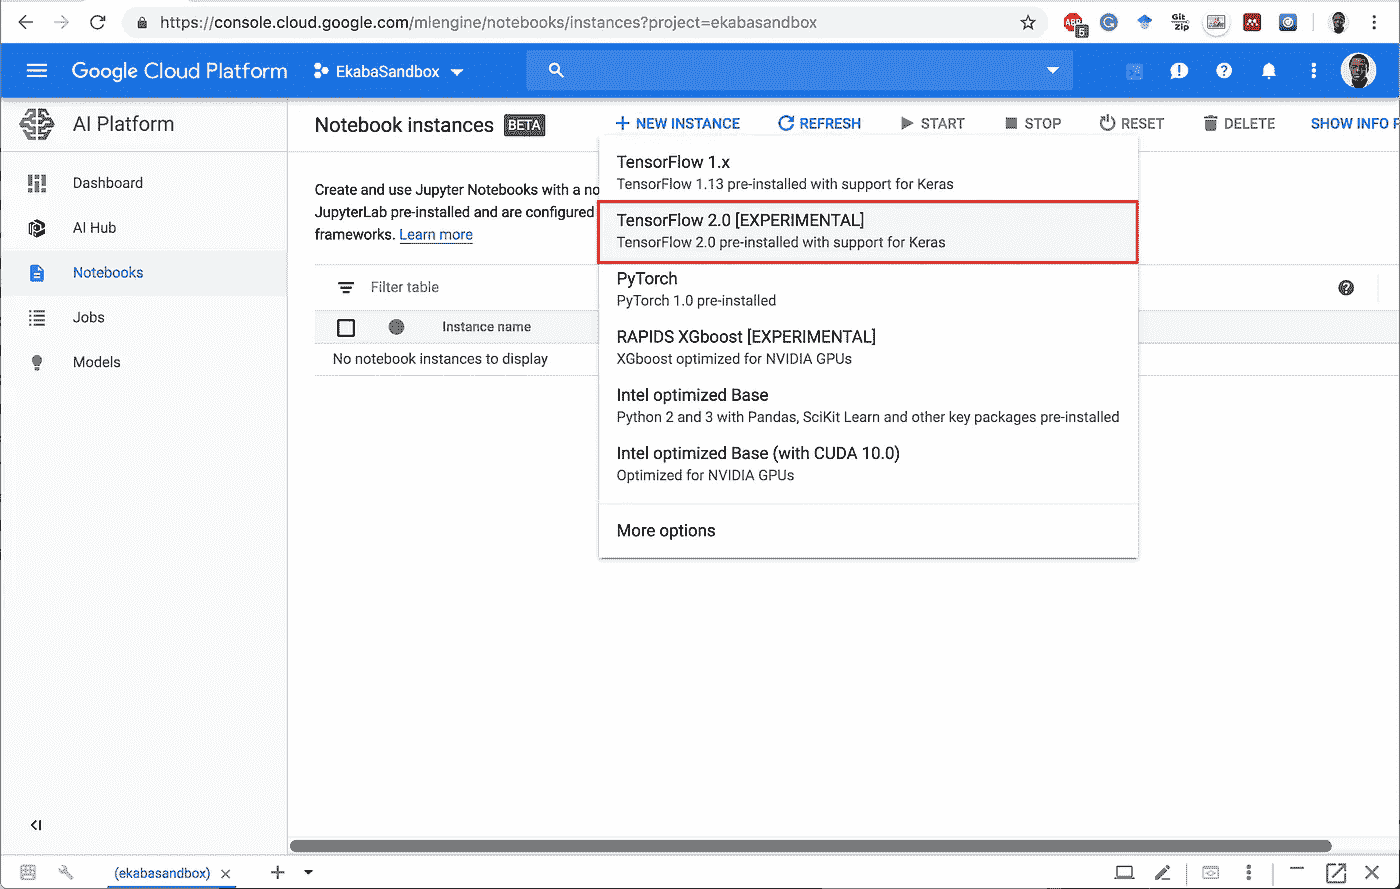 https://console.cloud.google.com/mlengine/notebooks/instances?project=ekabasandbox
ABP
6
Git
Zip
Google Cloud Platform
EkabaSandbox
AI Platform
Notebook instances BETA
NEW INSTANCE
REFRESH
START
STOP
RESET
DELETE
SHOW INFO P
Dashboard
AI Hub
Notebooks
Jobs
Models
Create and use Jupyter Notebooks with a no
JupyterLab pre-installed and are configured
frameworks. Learn more
Filter table
Instance name
No notebook instances to display
TensorFlow 1.x
TensorFlow 1.13 pre-installed with support for Keras
TensorFlow 2.0 [EXPERIMENTAL]
TensorFlow 2.0 pre-installed with support for Keras
PyTorch
PyTorch 1.0 pre-installed
RAPIDS XGboost [EXPERIMENTAL]
XGboost optimized for NVIDIA GPUs
Intel optimized Base
Python 2 and 3 with Pandas, SciKit Learn and other key packages pre-installed
Intel optimized Base (with CUDA 10.0)
Optimized for NVIDIA GPUs
More options
(ekabasandbox)